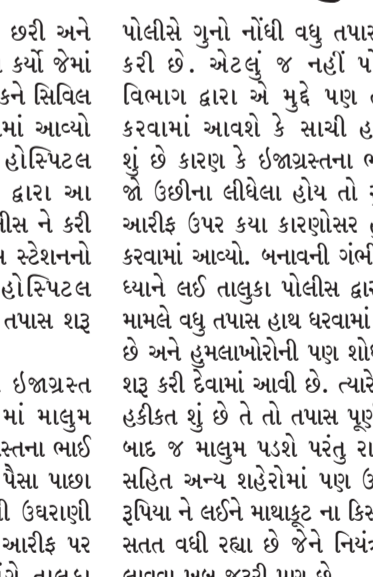 છરી અને
કર્યો જેમાં
સિવિલ
આવ્યો
હોસ્પિટલ
દ્વારા આ
ને કરી
સ્ટેશનનો
હોસ્પિટલ
તપાસ શરૂ
ઇજાગ્રસ્ત
માં માલુમ
ભાઈ
પૈસા પાછા
ઉઘરાણી
આરીફ પર
પોલીસે ગુનો નોંધી વધુ તપાસ
કરી છે. એટલું જ નહીં
વિભાગ દ્વારા એ મુદ્દે પણ
કરવામાં આવશે કે સાચી
શું છે કારણ કે ઇજાગ્રસ્તના
જો ઉછીના લીધેલા હોય તો
આરીફ ઉપર કયા કારણોસર
કરવામાં આવ્યો. બનાવની
ધ્યાને લઈ તાલુકા પોલીસ
મામલે વધુ તપાસ હાથ ધરવામાં
છે અને હુમલાખોરોની પણ
શરૂ કરી દેવામાં આવી છે. ત્યારે
હકીકત શું છે તે તો તપાસ
બાદ જ માલુમ પડશે પરંતુ
સહિત અન્ય શહેરોમાં પણ
રૂપિયા ને લઈને માથાકૂટ ના
સતત વધી રહ્યા છે જેને